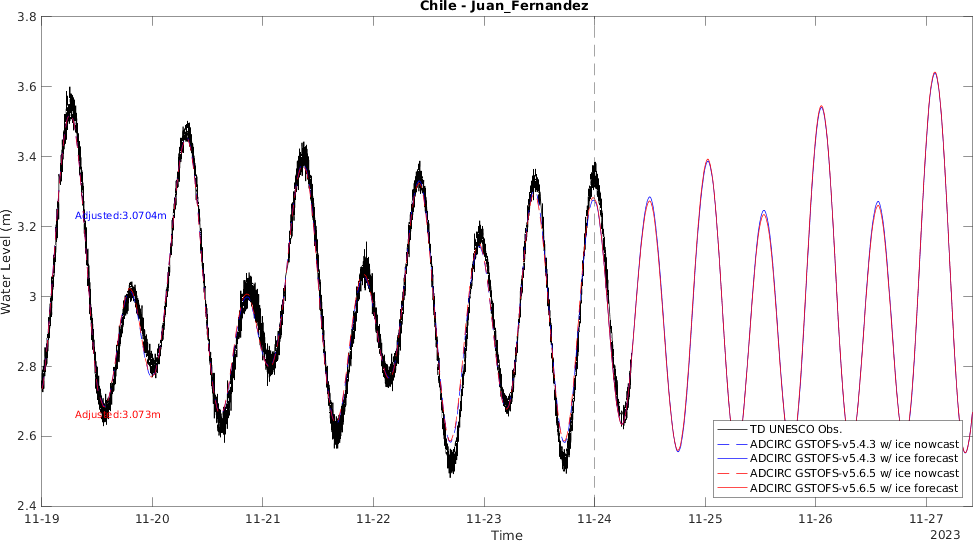 Chile - Juan_Fernandez
3.8
3.6
3.4
3.2
3
2.8
2.6
2.4
Water Level (m)
Adjusted:3.0704m
Adjusted:3.073m
TD UNESCO Obs.
ADCIRC GSTOFS-v5.4.3 w/ ice nowcast
ADCIRC GSTOFS-v5.4.3 w/ ice forecast
ADCIRC GSTOFS-v5.6.5 w/ ice nowcast
ADCIRC GSTOFS-v5.6.5 w/ ice forecast
11-19 11-20 11-21 11-22 11-23 11-24 11-25 11-26 11-27
Time
2023